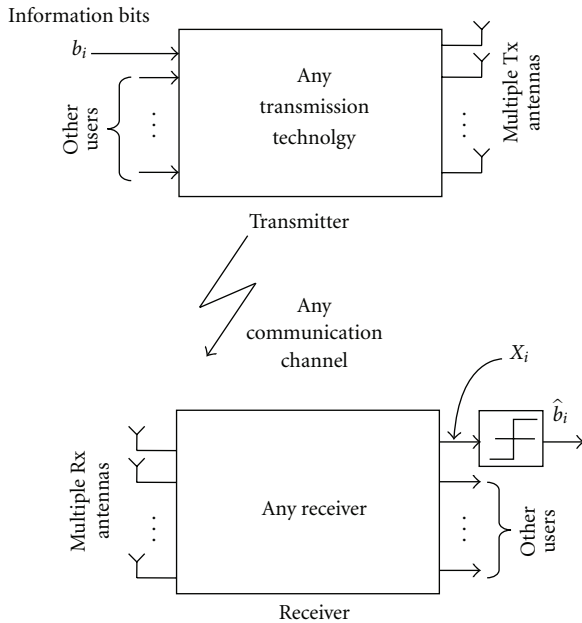 Information bits
b_i
Other
users
...
Any
transmission
technolgy
...
Multiple Tx
antennas
Transmitter
Any
communication
channel
X_i
b̂_i
Multiple Rx
antennas
...
Any receiver
...
Other
users
Receiver